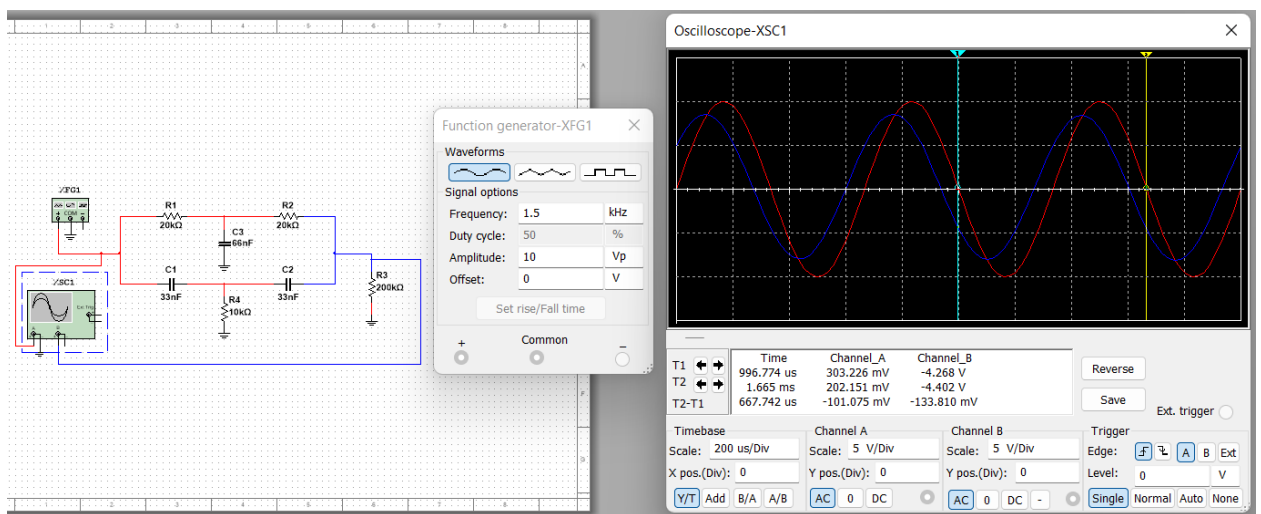 Oscilloscope-XSC1
Function generator-XFG1
Waveforms
Signal options
Frequency: 1.5 kHz
Duty cycle: 50 %
Amplitude: 10 Vp
Offset: 0 V
Set rise/Fall time
+ Common −
XFG1
COM
R1
20kΩ
R2
20kΩ
C3
66nF
C1
33nF
C2
33nF
R4
10kΩ
R3
200kΩ
XSC1
Ext Trig
A B
Time Channel_A Channel_B
T1 996.774 us 303.226 mV -4.268 V
T2 1.665 ms 202.151 mV -4.402 V
T2-T1 667.742 us -101.075 mV -133.810 mV
Reverse
Save
Ext. trigger
Timebase
Scale: 200 us/Div
X pos.(Div): 0
Y/T Add B/A A/B
Channel A
Scale: 5 V/Div
Y pos.(Div): 0
AC 0 DC
Channel B
Scale: 5 V/Div
Y pos.(Div): 0
AC 0 DC -
Trigger
Edge: A B Ext
Level: 0 V
Single Normal Auto None